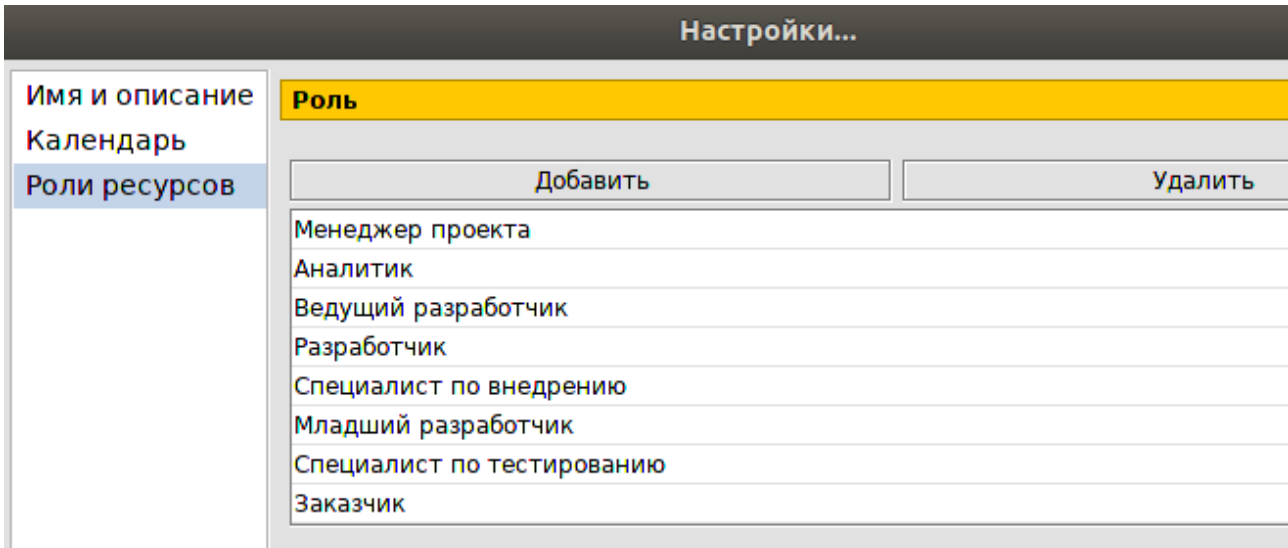 Настройки...
Имя и описание
Календарь
Роли ресурсов
Роль
Добавить
Удалить
Менеджер проекта
Аналитик
Ведущий разработчик
Разработчик
Специалист по внедрению
Младший разработчик
Специалист по тестированию
Заказчик